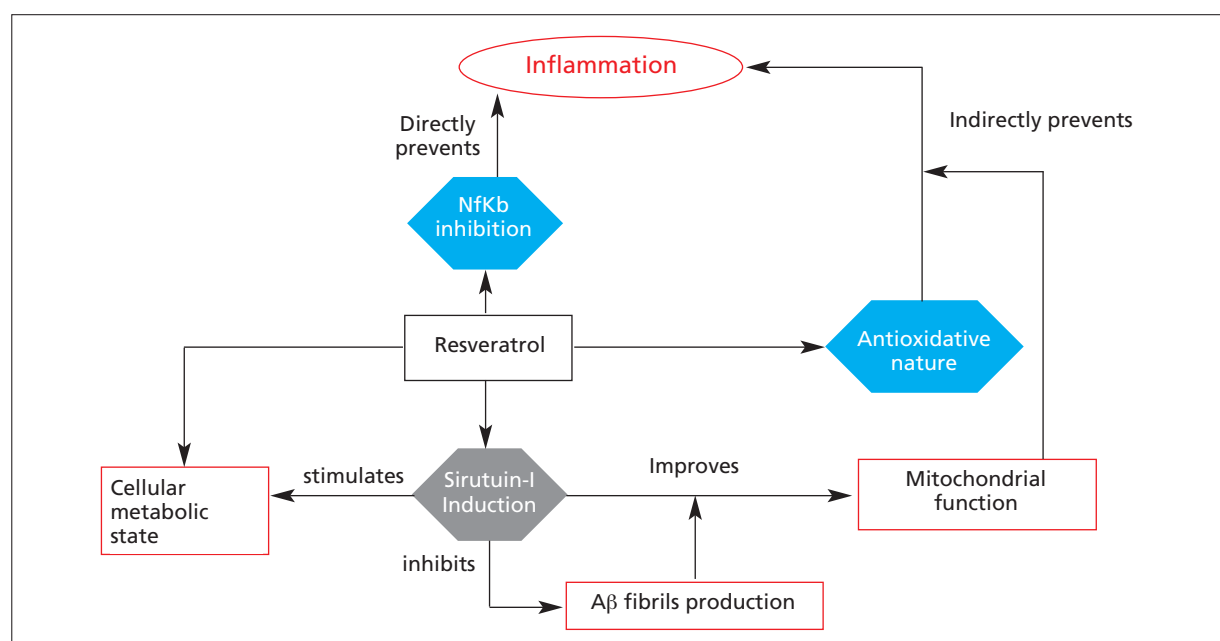 Inflammation
Directly
prevents
Indirectly prevents
NfKb
inhibition
Resveratrol
Antioxidative
nature
Cellular
metabolic
state
stimulates
Sirutuin-I
Induction
Improves
Mitochondrial
function
inhibits
Aβ fibrils production